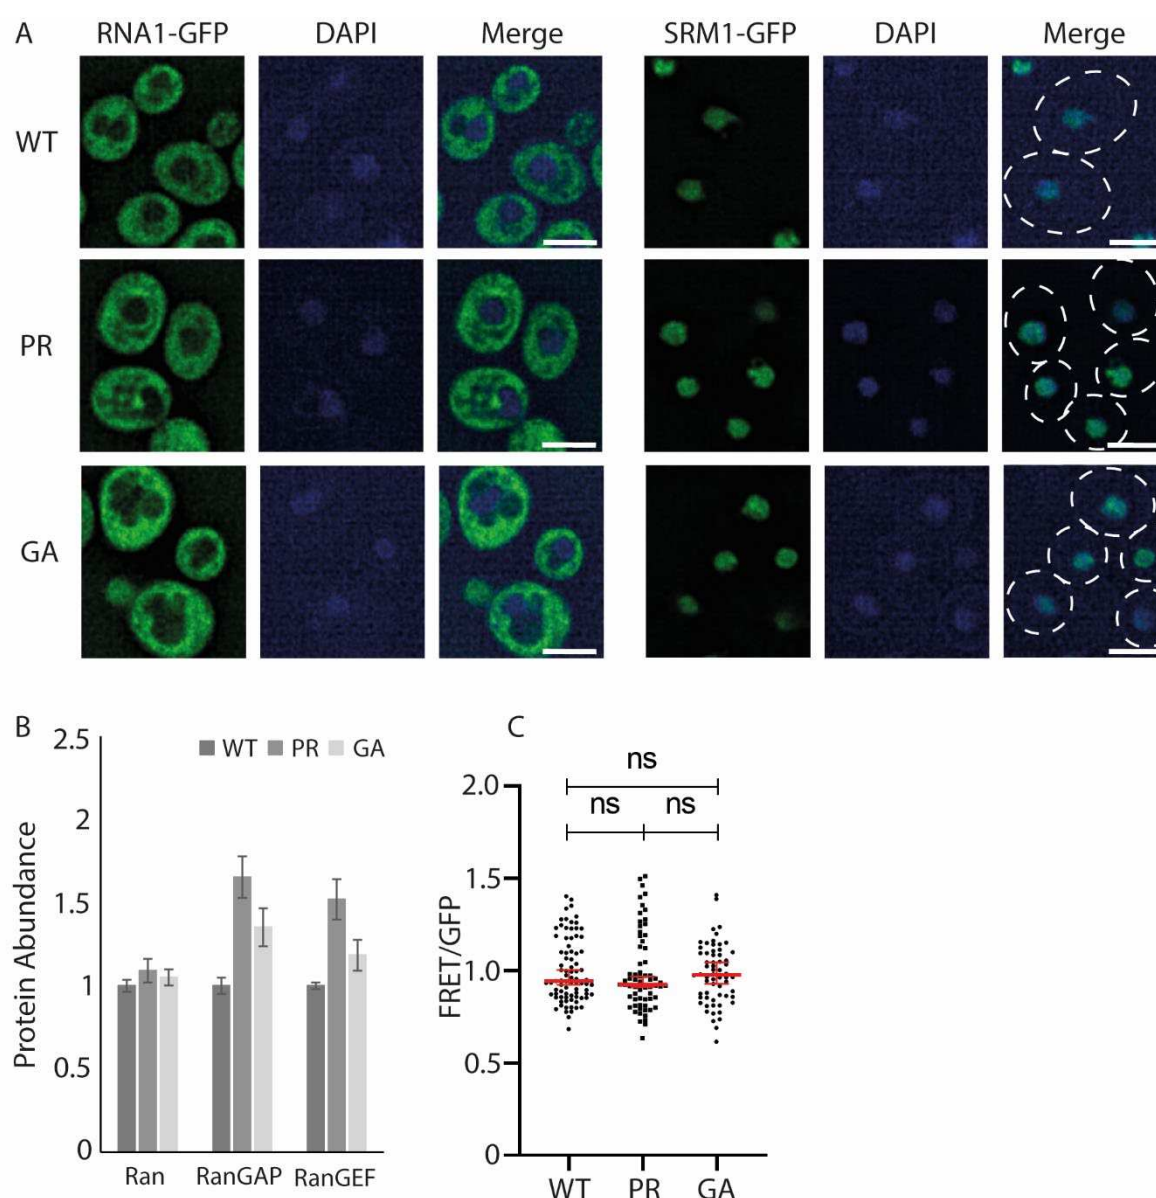 A RNA1-GFP DAPI Merge SRM1-GFP DAPI Merge
WT
PR
GA
B
2.5
2
1.5
1
0.5
0
Protein Abundance
WT PR GA
Ran RanGAP RanGEF
C
ns
ns ns
2.0
1.5
1.0
0.5
0
FRET/GFP
WT PR GA